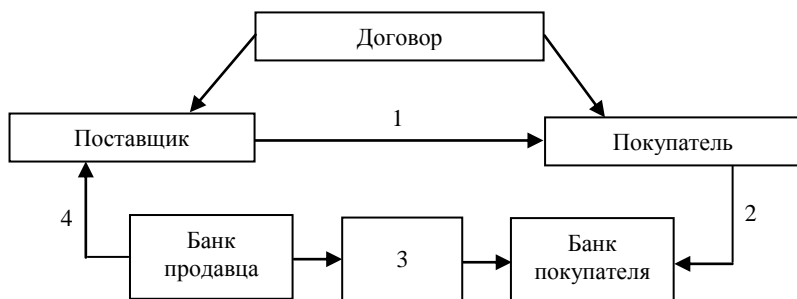 Договор
1
Поставщик
Покупатель
4
2
Банк
продавца
3
Банк
покупателя